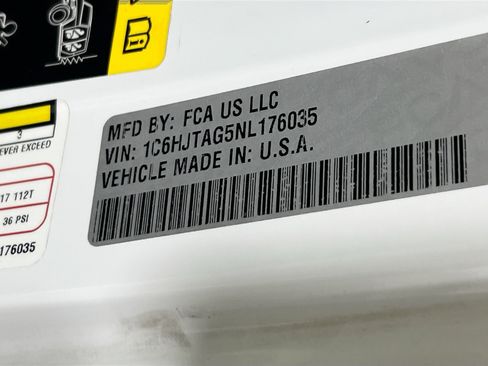 MFD BY: FCA US LLC
VIN: 1C6HJTAG5NL176035
VEHICLE MADE IN: U.S.A.
3
EVER EXCEED
17 112T
36 PSI
176035